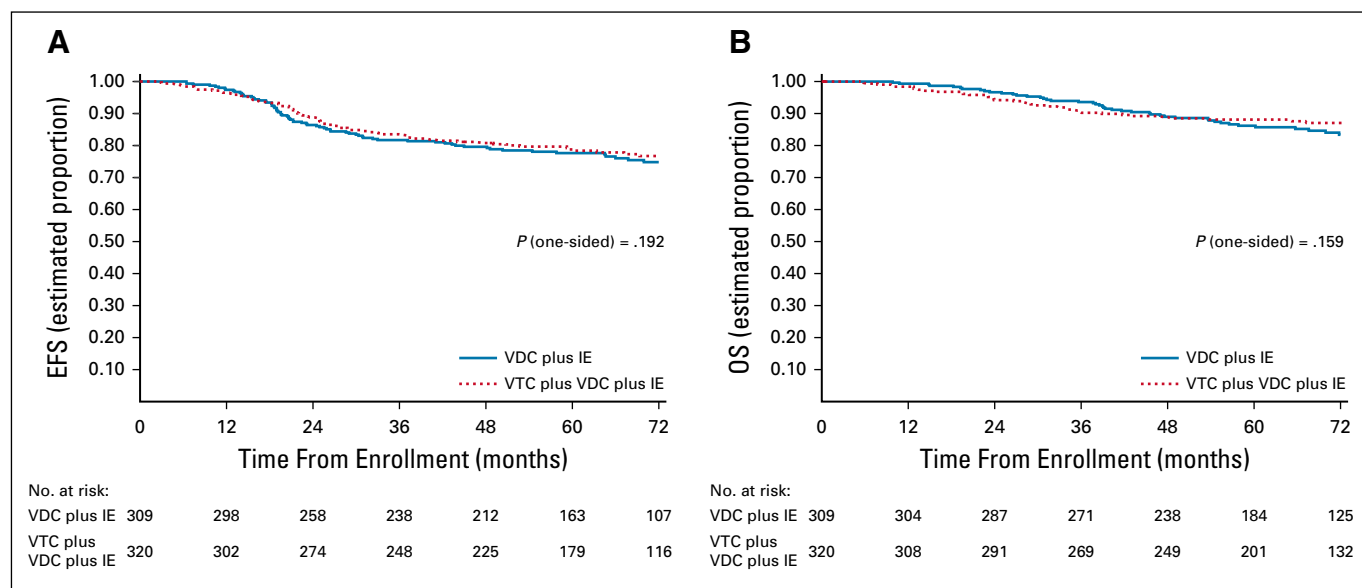 A
1.00
0.90
0.80
0.70
0.60
0.50
0.40
0.30
0.20
0.10
EFS (estimated proportion)
P (one-sided) = .192
VDC plus IE
VTC plus VDC plus IE
0 12 24 36 48 60 72
Time From Enrollment (months)
No. at risk:
VDC plus IE 309 298 258 238 212 163 107
VTC plus
VDC plus IE 320 302 274 248 225 179 116
B
1.00
0.90
0.80
0.70
0.60
0.50
0.40
0.30
0.20
0.10
OS (estimated proportion)
P (one-sided) = .159
VDC plus IE
VTC plus VDC plus IE
0 12 24 36 48 60 72
Time From Enrollment (months)
No. at risk:
VDC plus IE 309 304 287 271 238 184 125
VTC plus
VDC plus IE 320 308 291 269 249 201 132